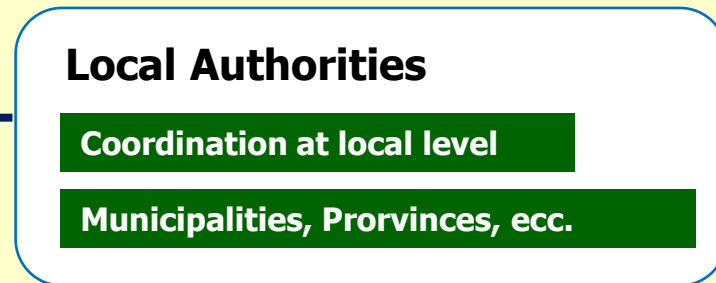 Local Authorities
Coordination at local level
Municipalities, Prorvinces, ecc.